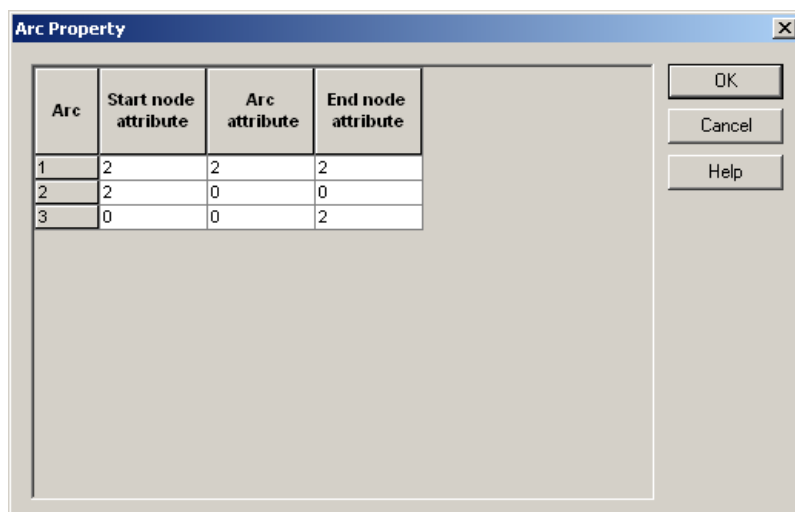 Arc Property
Arc Start node attribute Arc attribute End node attribute
1 2 2 2
2 2 0 0
3 0 0 2
OK
Cancel
Help